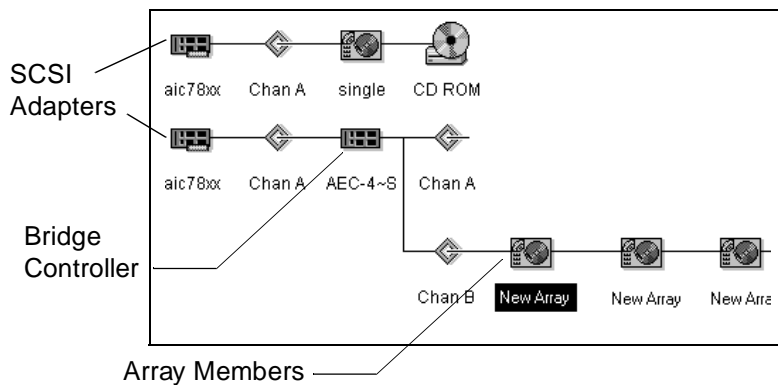 SCSI
Adapters
aic78xx Chan A single CD ROM
aic78xx Chan A AEC-4~S Chan A
Bridge
Controller
Chan B New Array New Array New Arra
Array Members